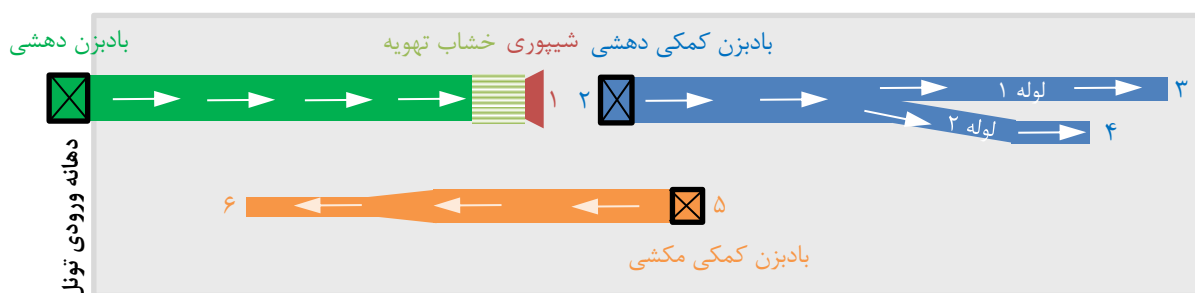 بادبزن دهشی
خشاب تهویه
شیپوری
بادبزن کمکی دهشی
۱
۲
لوله ۱
۳
لوله ۲
۴
۶
۵
بادبزن کمکی مکشی
دهانه ورودی تونل